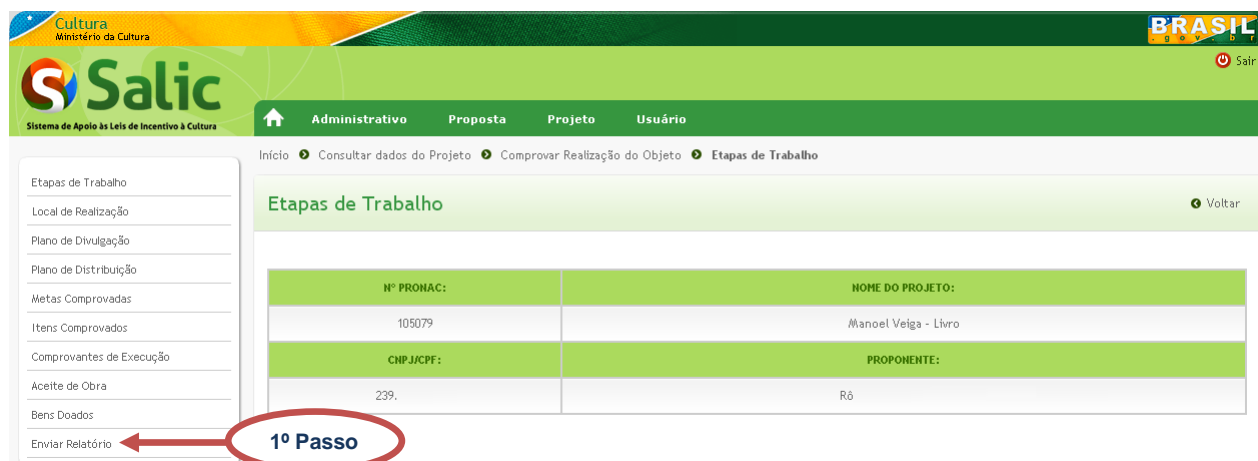 Cultura
Ministério da Cultura
BRASIL
.gov.br
Sair
Salic
Sistema de Apoio às Leis de Incentivo à Cultura
Administrativo Proposta Projeto Usuário
Início Consultar dados do Projeto Comprovar Realização do Objeto Etapas de Trabalho
Etapas de Trabalho
Local de Realização
Plano de Divulgação
Plano de Distribuição
Metas Comprovadas
Itens Comprovados
Comprovantes de Execução
Aceite de Obra
Bens Doados
Enviar Relatório
1º Passo
Etapas de Trabalho
Voltar
Nº PRONAC: NOME DO PROJETO:
105079 Manoel Veiga - Livro
CNPJ/CPF: PROPONENTE:
239. Rô